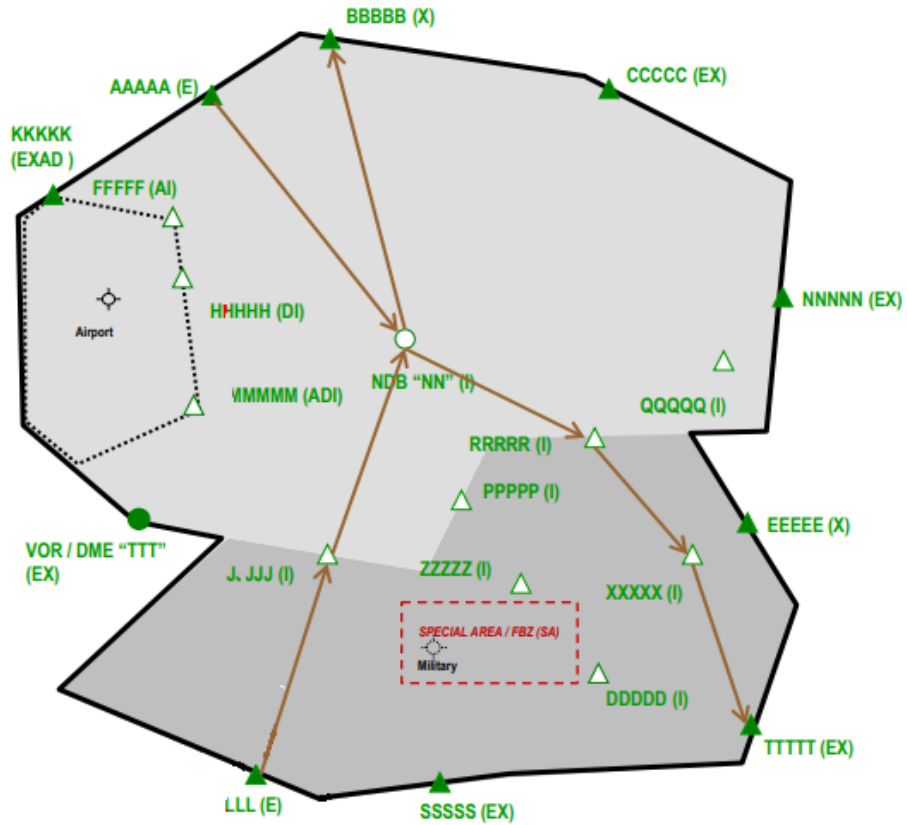 BBBBB (X)
CCCCC (EX)
AAAAA (E)
KKKKK
(EXAD )
FFFFF (AI)
NNNNN (EX)
HHHHH (DI)
Airport
NDB “NN” (I)
MMMMM (ADI)
QQQQQ (I)
RRRRR (I)
PPPPP (I)
EEEEE (X)
VOR / DME “TTT”
(EX)
J. JJJ (I)
ZZZZZ (I)
XXXXX (I)
SPECIAL AREA / FBZ (SA)
Military
DDDDD (I)
TTTTT (EX)
LLL (E)
SSSSS (EX)